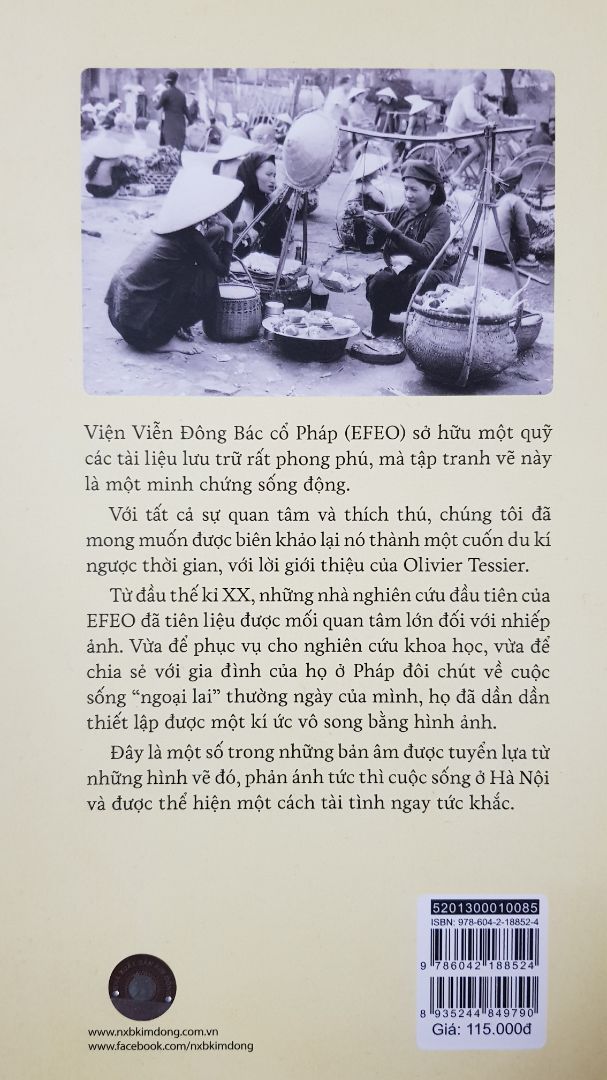 Viện Viễn Đông Bác cổ Pháp (EFEO) sở hữu một quỹ
các tài liệu lưu trữ rất phong phú, mà tập tranh vẽ này
là một minh chứng sống động.
Với tất cả sự quan tâm và thích thú, chúng tôi đã
mong muốn được biên khảo lại nó thành một cuốn du kí
ngược thời gian, với lời giới thiệu của Olivier Tessier.
Từ đầu thế kỉ XX, những nhà nghiên cứu đầu tiên của
EFEO đã tiên liệu được mối quan tâm lớn đối với nhiếp
ảnh. Vừa để phục vụ cho nghiên cứu khoa học, vừa để
chia sẻ với gia đình của họ ở Pháp đôi chút về cuộc
sống “ngoại lai” thường ngày của mình, họ đã dần dần
thiết lập được một kí ức vô song bằng hình ảnh.
Đây là một số trong những bản âm được tuyển lựa từ
những hình vẽ đó, phản ánh tức thì cuộc sống ở Hà Nội
và được thể hiện một cách tài tình ngay tức khắc.
5201300010085
ISBN: 978-604-2-18852-4
9 786042 188524
8 935244 849790
Giá: 115.000đ
www.nxbkimdong.com.vn
www.facebook.com/nxbkimdong